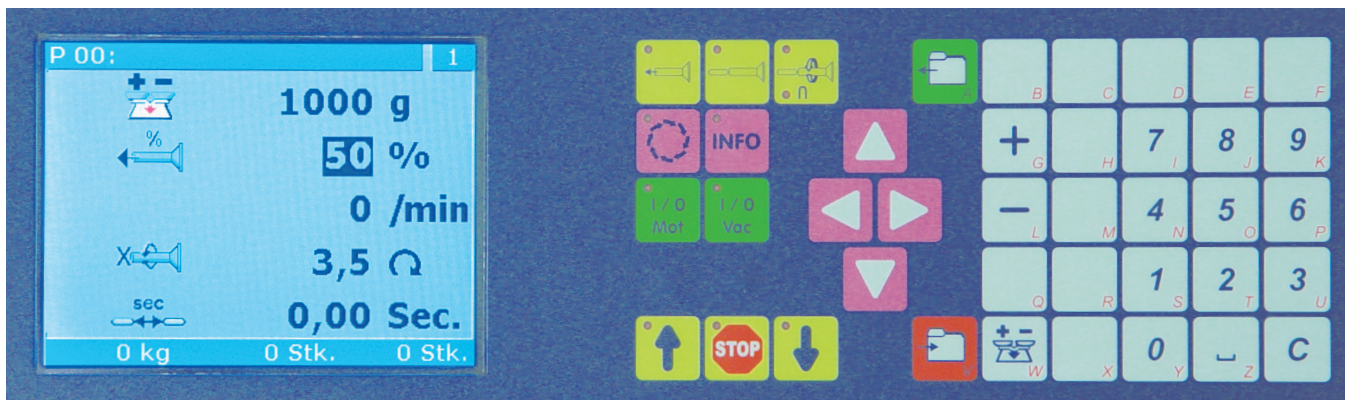 P 00: 1
1000 g
%
50 %
0 /min
X 3,5
sec
0,00 Sec.
0 kg 0 Stk. 0 Stk.
U
A B C D E F
INFO
+ G H 7 I 8 J 9 K
I / 0 Mot
I / 0 Vac
– L M 4 N 5 O 6 P
Q R 1 S 2 T 3 U
STOP
W X 0 Y Z C